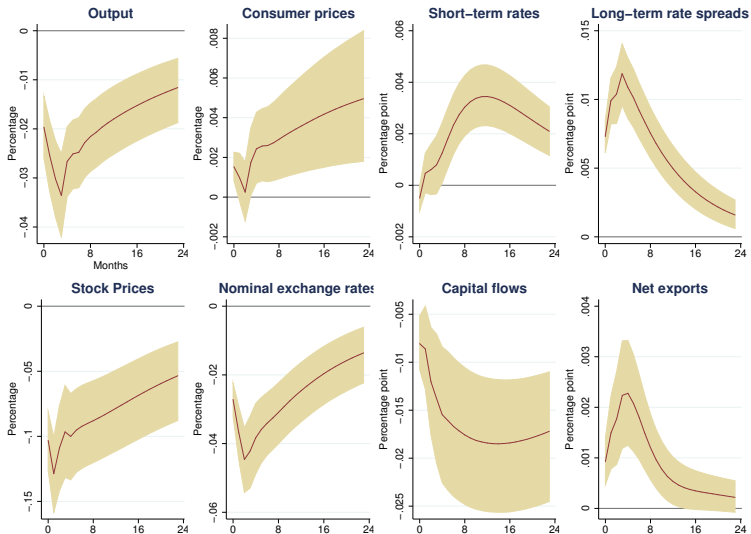 Output
Percentage
0
−.01
−.02
−.03
−.04
0 8 16 24
Months
Consumer prices
Percentage
.008
.006
.004
.002
0
−.002
0 8 16 24
Short−term rates
Percentage point
.006
.004
.002
0
−.002
0 8 16 24
Long−term rate spreads
Percentage point
.015
.01
.005
0
0 8 16 24
Stock Prices
Percentage
0
−.05
−.1
−.15
0 8 16 24
Nominal exchange rates
Percentage
0
−.02
−.04
−.06
0 8 16 24
Capital flows
Percentage point
−.005
−.01
−.015
−.02
−.025
0 8 16 24
Net exports
Percentage point
.004
.003
.002
.001
0
0 8 16 24